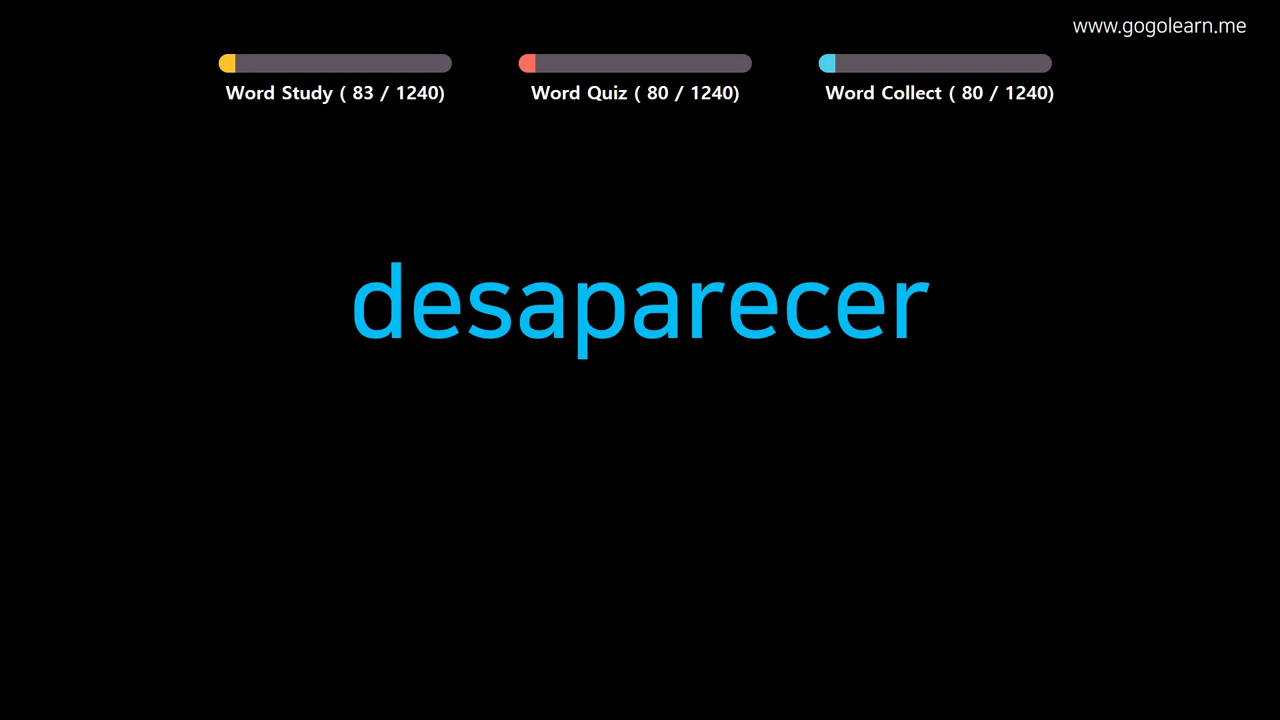 www.gogolearn.me
Word Study ( 83 / 1240)
Word Quiz ( 80 / 1240)
Word Collect ( 80 / 1240)
desaparecer